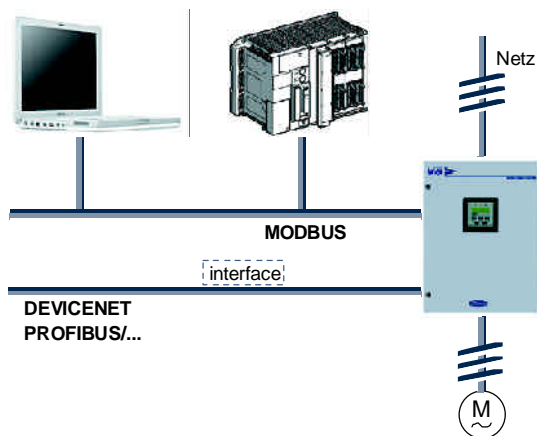 Netz
MODBUS
interface
DEVICENET
PROFIBUS/...
M
~